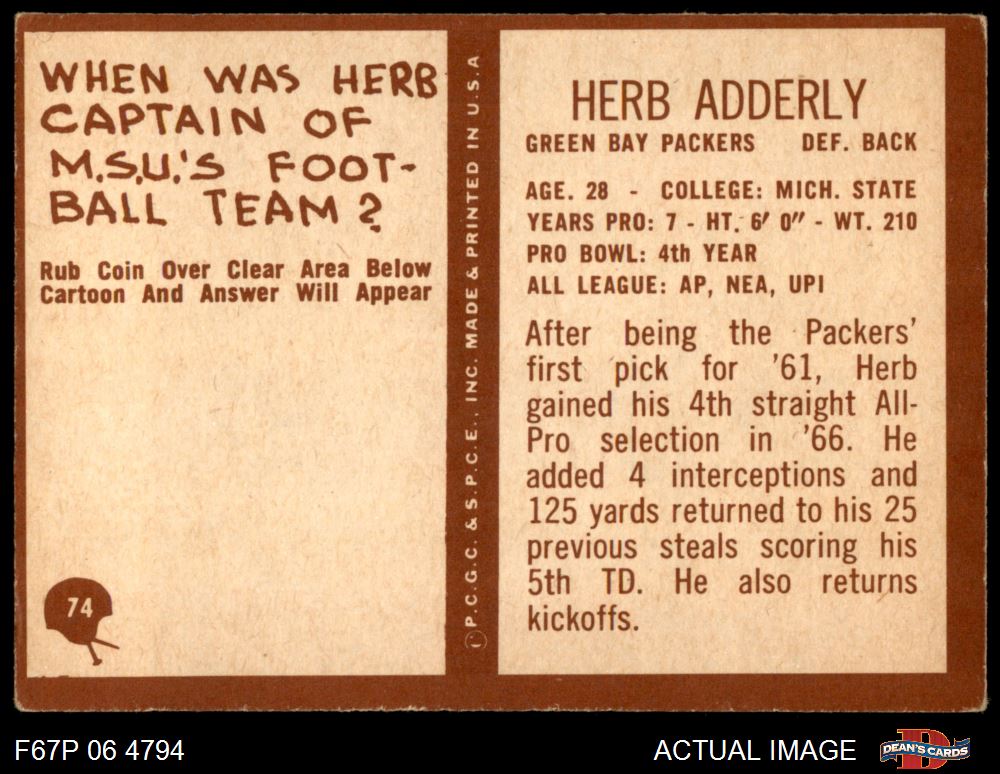 WHEN WAS HERB
CAPTAIN OF
M.S.U.'S FOOT-
BALL TEAM?
Rub Coin Over Clear Area Below
Cartoon And Answer Will Appear
74
P.C.G.C. & S.P.C.E., INC. MADE & PRINTED IN U.S.A
HERB ADDERLY
GREEN BAY PACKERS DEF. BACK
AGE. 28 - COLLEGE: MICH. STATE
YEARS PRO: 7 - HT. 6' 0" - WT. 210
PRO BOWL: 4th YEAR
ALL LEAGUE: AP, NEA, UPI
After being the Packers'
first pick for '61, Herb
gained his 4th straight All-
Pro selection in '66. He
added 4 interceptions and
125 yards returned to his 25
previous steals scoring his
5th TD. He also returns
kickoffs.
F67P 06 4794
ACTUAL IMAGE
DEAN'S CARDS